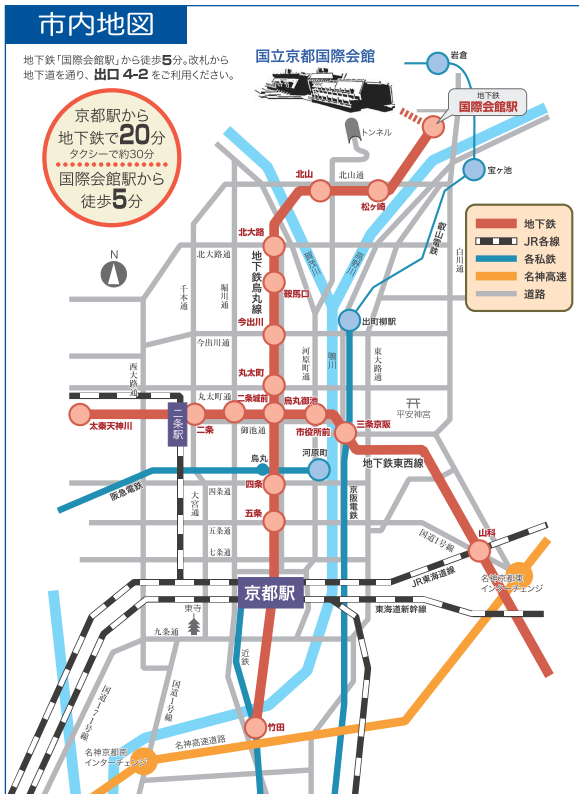 市内地図
地下鉄「国際会館駅」から徒歩5分。改札から
地下道を通り、出口 4-2 をご利用ください。
京都駅から
地下鉄で20分
タクシーで約30分
国際会館駅から
徒歩5分
国立京都国際会館
岩倉
地下鉄
国際会館駅
トンネル
宝ヶ池
北山
北山通
松ヶ崎
叡山電鉄
白川通
地下鉄
JR各線
各私鉄
名神高速
道路
N
北大路
北大路通
地下鉄烏丸線
賀茂川
高野川
千本通
堀川通
鞍馬口
今出川
今出川通
出町柳駅
河原町通
鴨川
東大路通
西大路通
丸太町
丸太町通
二条城前
烏丸御池
平安神宮
太秦天神川
二条駅
二条
御池通
市役所前
三条京阪
地下鉄東西線
烏丸
河原町
阪急電鉄
四条
四条通
大宮通
京阪電鉄
五条
五条通
七条通
国道1号線
山科
JR東海道線
名神京都東
インターチェンジ
京都駅
東海道新幹線
東寺
九条通
近鉄
国道1号線
国道171号線
竹田
名神高速道路
名神京都南
インターチェンジ